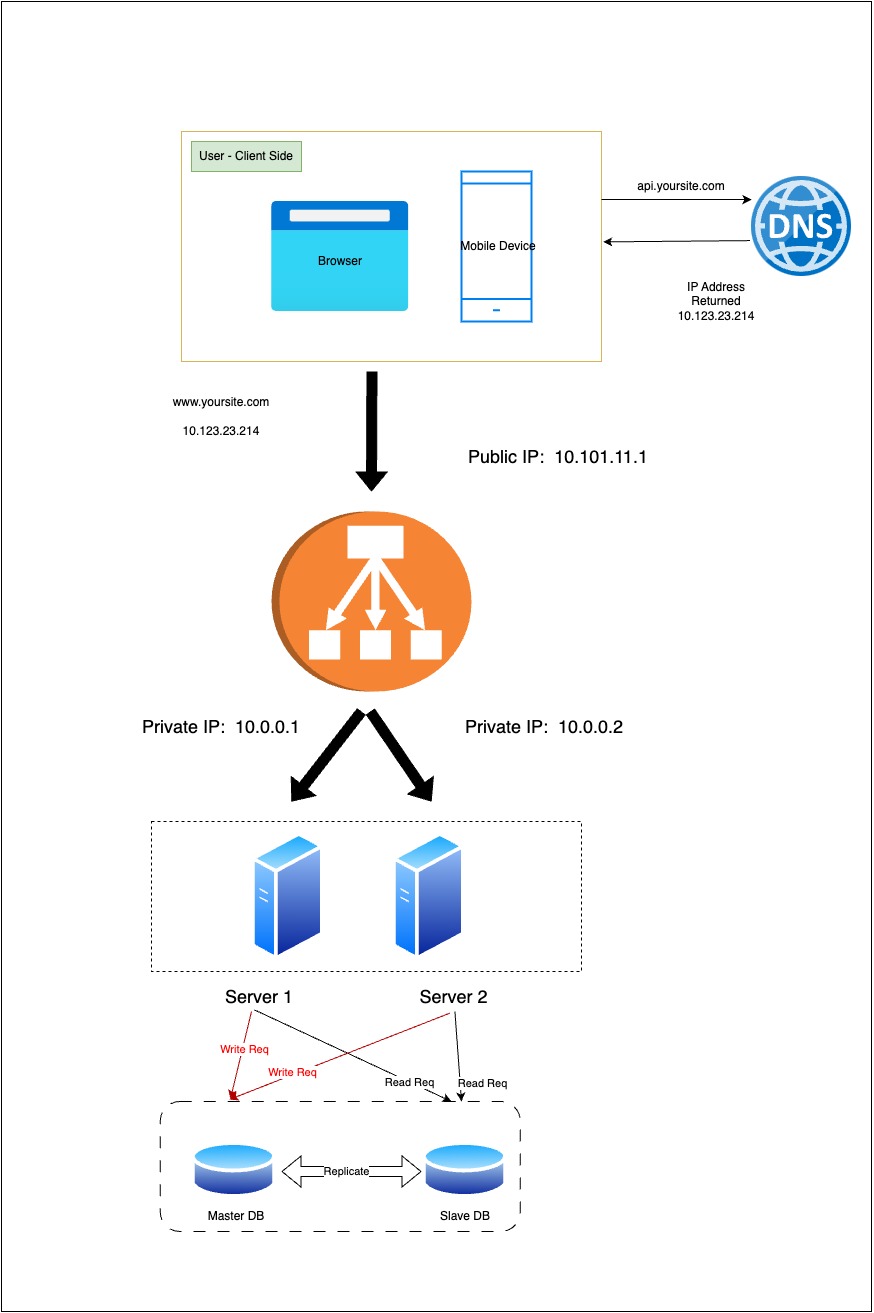 User - Client Side
Browser
Mobile Device
api.yoursite.com
DNS
IP Address
Returned
10.123.23.214
www.yoursite.com
10.123.23.214
Public IP:  10.101.11.1
Private IP:  10.0.0.1
Private IP:  10.0.0.2
Server 1
Server 2
Write Req
Write Req
Read Req
Read Req
Replicate
Master DB
Slave DB